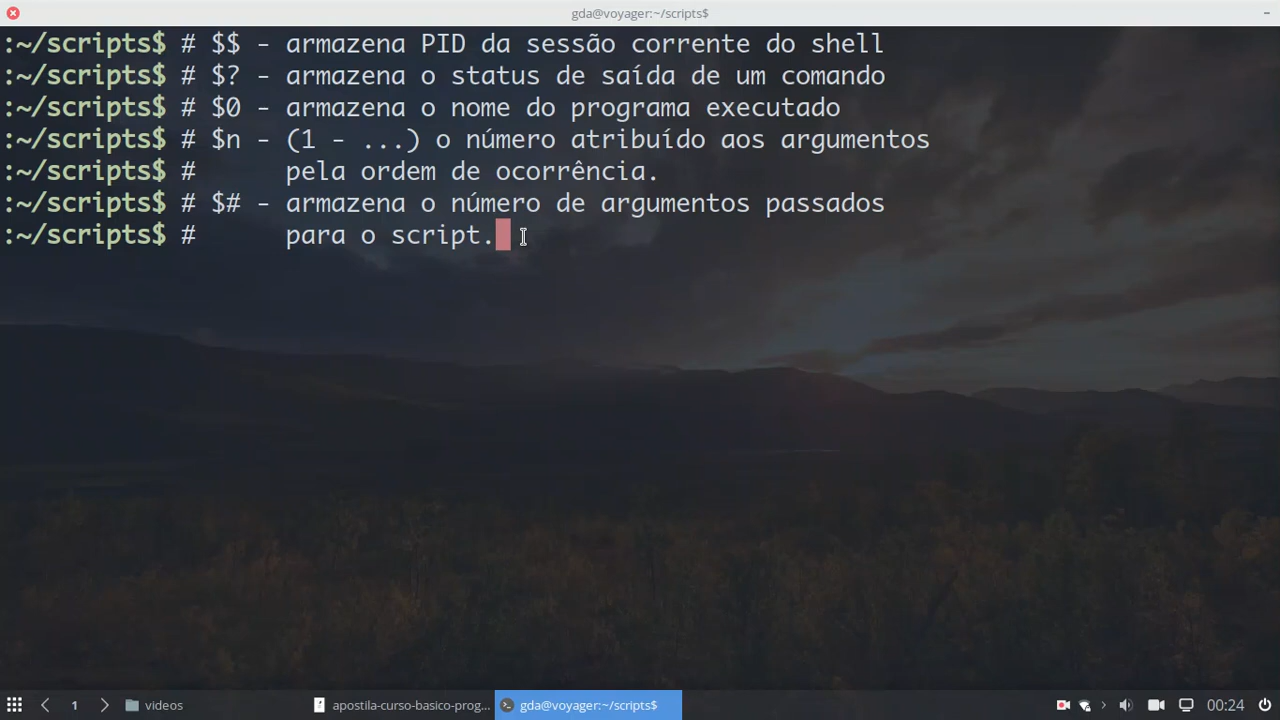 gda@voyager:~/scripts$
:~/scripts$ # $$ - armazena PID da sessão corrente do shell
:~/scripts$ # $? - armazena o status de saída de um comando
:~/scripts$ # $0 - armazena o nome do programa executado
:~/scripts$ # $n - (1 - ...) o número atribuído aos argumentos
:~/scripts$ #      pela ordem de ocorrência.
:~/scripts$ # $# - armazena o número de argumentos passados
:~/scripts$ #      para o script.
1 videos apostila-curso-basico-prog... gda@voyager:~/scripts$ 00:24